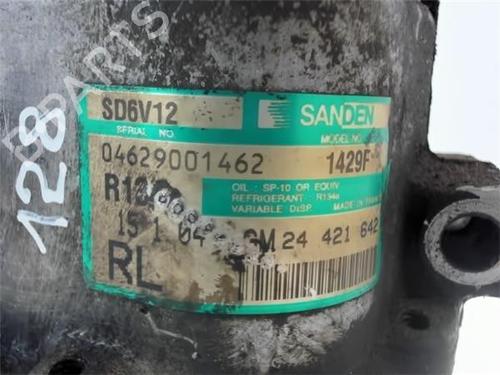 SD6V12 SANDEN
SERIAL NO. MODEL NO.
04629001462 1429F
OIL : SP-10 OR EQUIV
REFRIGERANT : R134a
VARIABLE DISP. MADE IN
GM 24 421 642
RL
128
PARTS